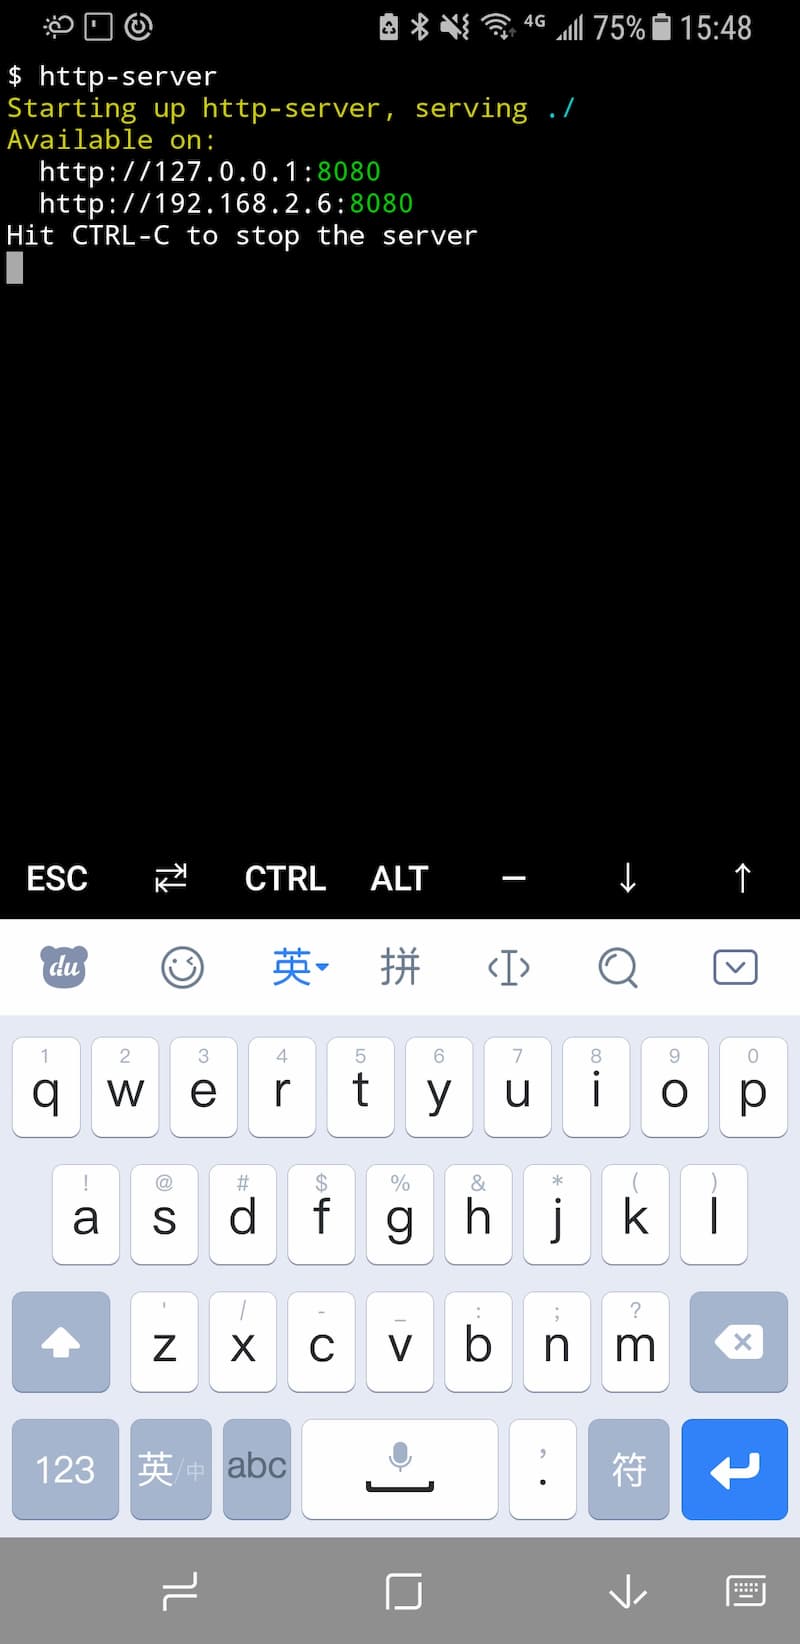 4G 75% 15:48
$ http-server
Starting up http-server, serving ./
Available on:
  http://127.0.0.1:8080
  http://192.168.2.6:8080
Hit CTRL-C to stop the server
ESC CTRL ALT —
du 英 拼
1 2 3 4 5 6 7 8 9 0
q w e r t y u i o p
! @ # $ % & * ( )
a s d f g h j k l
' / - _ : ; ?
z x c v b n m
123 英/中 abc , . 符